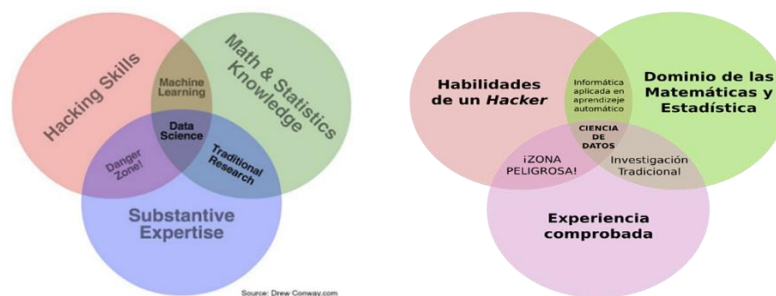 Hacking Skills
Math & Statistics
Knowledge
Machine
Learning
Data
Science
Danger
Zone!
Traditional
Research
Substantive
Expertise
Source: Drew Conway.com
Habilidades
de un Hacker
Informática
aplicada en
aprendizeje
automático
Dominio de las
Matemáticas y
Estadística
CIENCIA
DE
DATOS
¡ZONA
PELIGROSA!
Investigación
Tradicional
Experiencia
comprobada